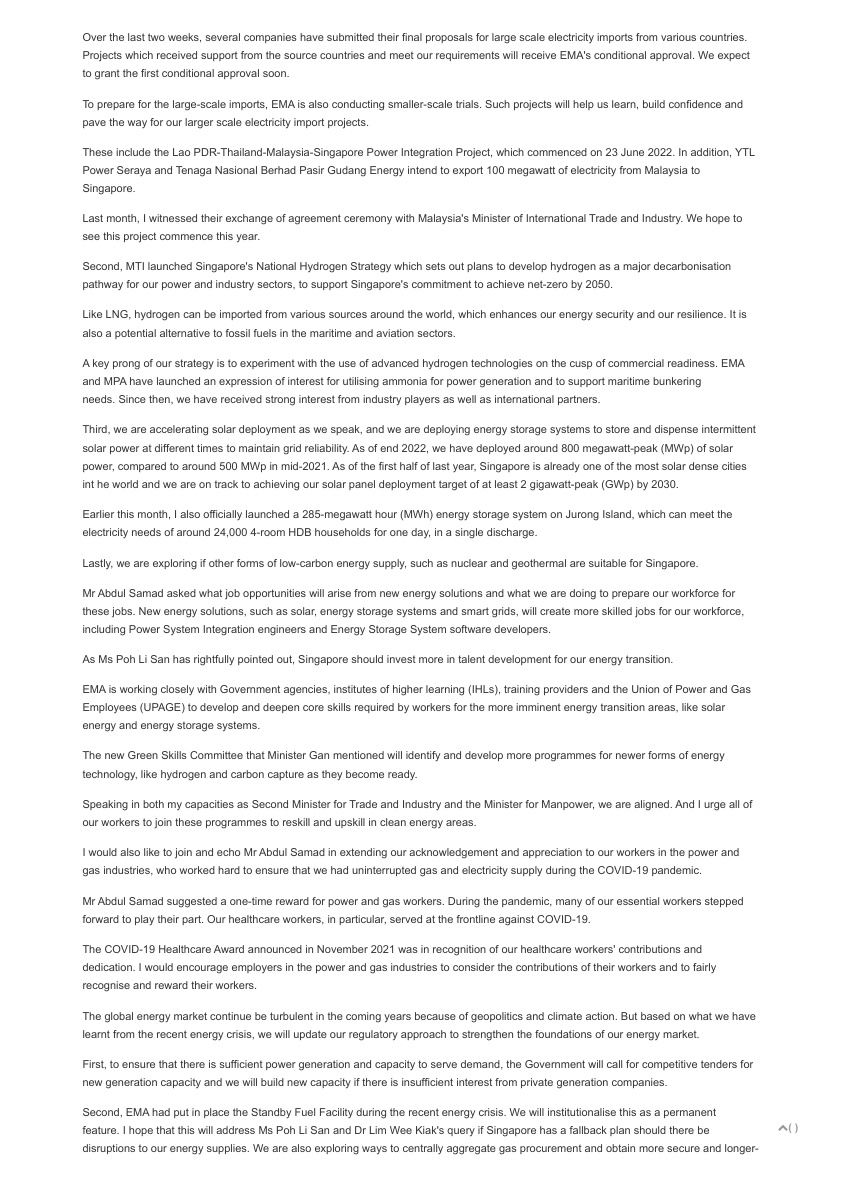 Over the last two weeks, several companies have submitted their final proposals for large scale electricity imports from various countries.
Projects which received support from the source countries and meet our requirements will receive EMA's conditional approval. We expect
to grant the first conditional approval soon.
To prepare for the large-scale imports, EMA is also conducting smaller-scale trials. Such projects will help us learn, build confidence and
pave the way for our larger scale electricity import projects.
These include the Lao PDR-Thailand-Malaysia-Singapore Power Integration Project, which commenced on 23 June 2022. In addition, YTL
Power Seraya and Tenaga Nasional Berhad Pasir Gudang Energy intend to export 100 megawatt of electricity from Malaysia to
Singapore.
Last month, I witnessed their exchange of agreement ceremony with Malaysia's Minister of International Trade and Industry. We hope to
see this project commence this year.
Second, MTI launched Singapore's National Hydrogen Strategy which sets out plans to develop hydrogen as a major decarbonisation
pathway for our power and industry sectors, to support Singapore's commitment to achieve net-zero by 2050.
Like LNG, hydrogen can be imported from various sources around the world, which enhances our energy security and our resilience. It is
also a potential alternative to fossil fuels in the maritime and aviation sectors.
A key prong of our strategy is to experiment with the use of advanced hydrogen technologies on the cusp of commercial readiness. EMA
and MPA have launched an expression of interest for utilising ammonia for power generation and to support maritime bunkering
needs. Since then, we have received strong interest from industry players as well as international partners.
Third, we are accelerating solar deployment as we speak, and we are deploying energy storage systems to store and dispense intermittent
solar power at different times to maintain grid reliability. As of end 2022, we have deployed around 800 megawatt-peak (MWp) of solar
power, compared to around 500 MWp in mid-2021. As of the first half of last year, Singapore is already one of the most solar dense cities
int he world and we are on track to achieving our solar panel deployment target of at least 2 gigawatt-peak (GWp) by 2030.
Earlier this month, I also officially launched a 285-megawatt hour (MWh) energy storage system on Jurong Island, which can meet the
electricity needs of around 24,000 4-room HDB households for one day, in a single discharge.
Lastly, we are exploring if other forms of low-carbon energy supply, such as nuclear and geothermal are suitable for Singapore.
Mr Abdul Samad asked what job opportunities will arise from new energy solutions and what we are doing to prepare our workforce for
these jobs. New energy solutions, such as solar, energy storage systems and smart grids, will create more skilled jobs for our workforce,
including Power System Integration engineers and Energy Storage System software developers.
As Ms Poh Li San has rightfully pointed out, Singapore should invest more in talent development for our energy transition.
EMA is working closely with Government agencies, institutes of higher learning (IHLs), training providers and the Union of Power and Gas
Employees (UPAGE) to develop and deepen core skills required by workers for the more imminent energy transition areas, like solar
energy and energy storage systems.
The new Green Skills Committee that Minister Gan mentioned will identify and develop more programmes for newer forms of energy
technology, like hydrogen and carbon capture as they become ready.
Speaking in both my capacities as Second Minister for Trade and Industry and the Minister for Manpower, we are aligned. And I urge all of
our workers to join these programmes to reskill and upskill in clean energy areas.
I would also like to join and echo Mr Abdul Samad in extending our acknowledgement and appreciation to our workers in the power and
gas industries, who worked hard to ensure that we had uninterrupted gas and electricity supply during the COVID-19 pandemic.
Mr Abdul Samad suggested a one-time reward for power and gas workers. During the pandemic, many of our essential workers stepped
forward to play their part. Our healthcare workers, in particular, served at the frontline against COVID-19.
The COVID-19 Healthcare Award announced in November 2021 was in recognition of our healthcare workers' contributions and
dedication. I would encourage employers in the power and gas industries to consider the contributions of their workers and to fairly
recognise and reward their workers.
The global energy market continue be turbulent in the coming years because of geopolitics and climate action. But based on what we have
learnt from the recent energy crisis, we will update our regulatory approach to strengthen the foundations of our energy market.
First, to ensure that there is sufficient power generation and capacity to serve demand, the Government will call for competitive tenders for
new generation capacity and we will build new capacity if there is insufficient interest from private generation companies.
Second, EMA had put in place the Standby Fuel Facility during the recent energy crisis. We will institutionalise this as a permanent
feature. I hope that this will address Ms Poh Li San and Dr Lim Wee Kiak's query if Singapore has a fallback plan should there be
disruptions to our energy supplies. We are also exploring ways to centrally aggregate gas procurement and obtain more secure and longer-
( )